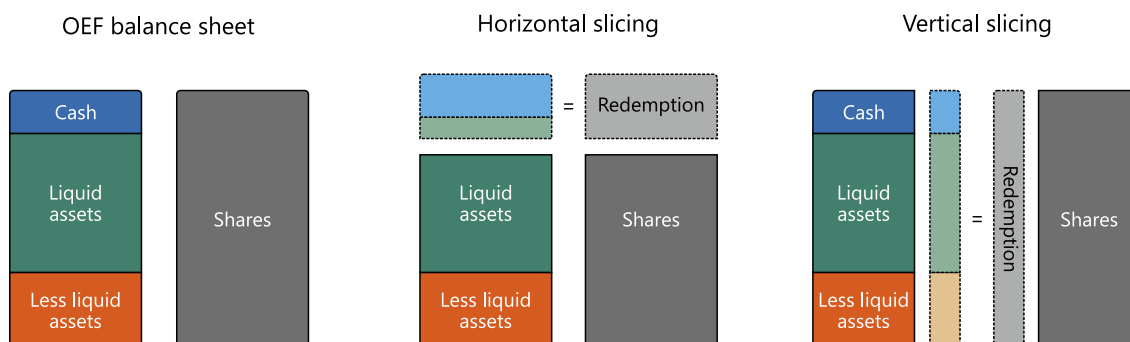 OEF balance sheet
Cash
Liquid
assets
Less liquid
assets
Shares
Horizontal slicing
=
Redemption
Liquid
assets
Less liquid
assets
Shares
Vertical slicing
Cash
Liquid
assets
Less liquid
assets
=
Redemption
Shares